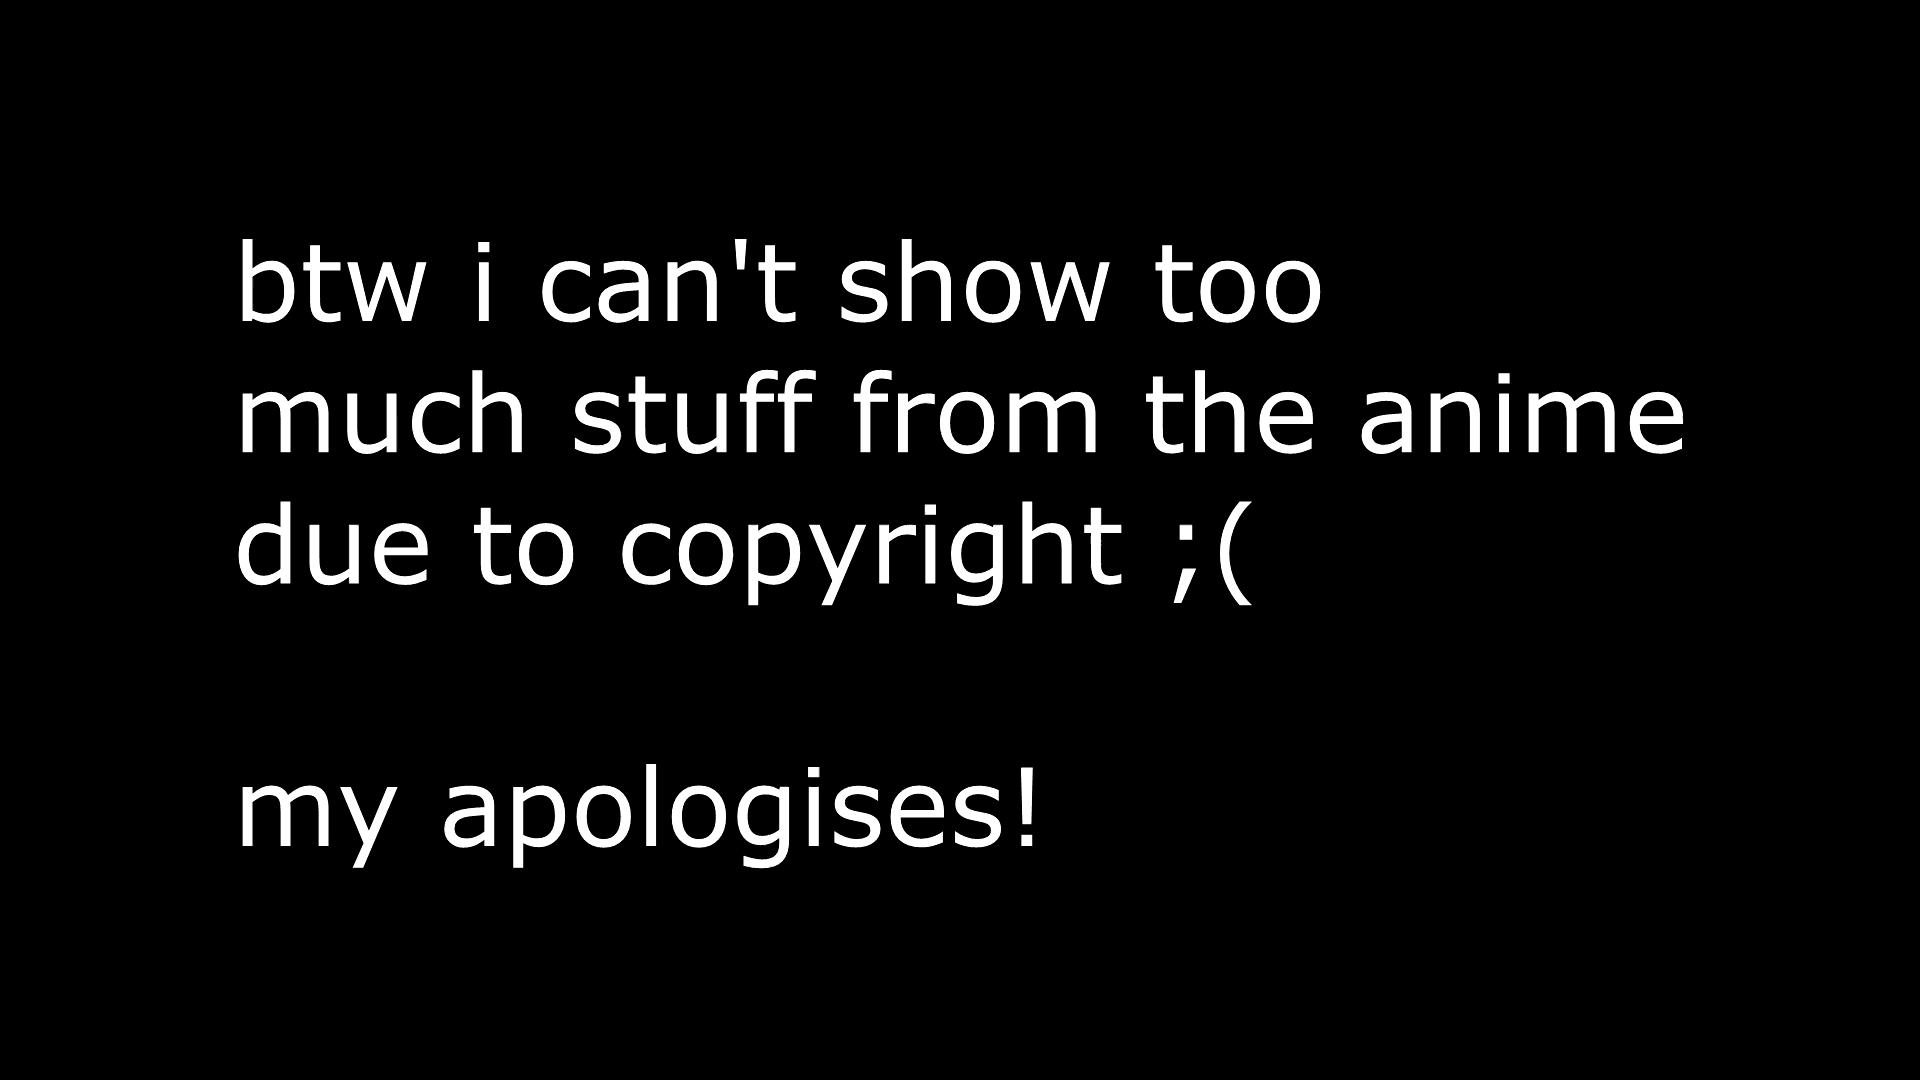 btw i can't show too
much stuff from the anime
due to copyright ;(
my apologises!